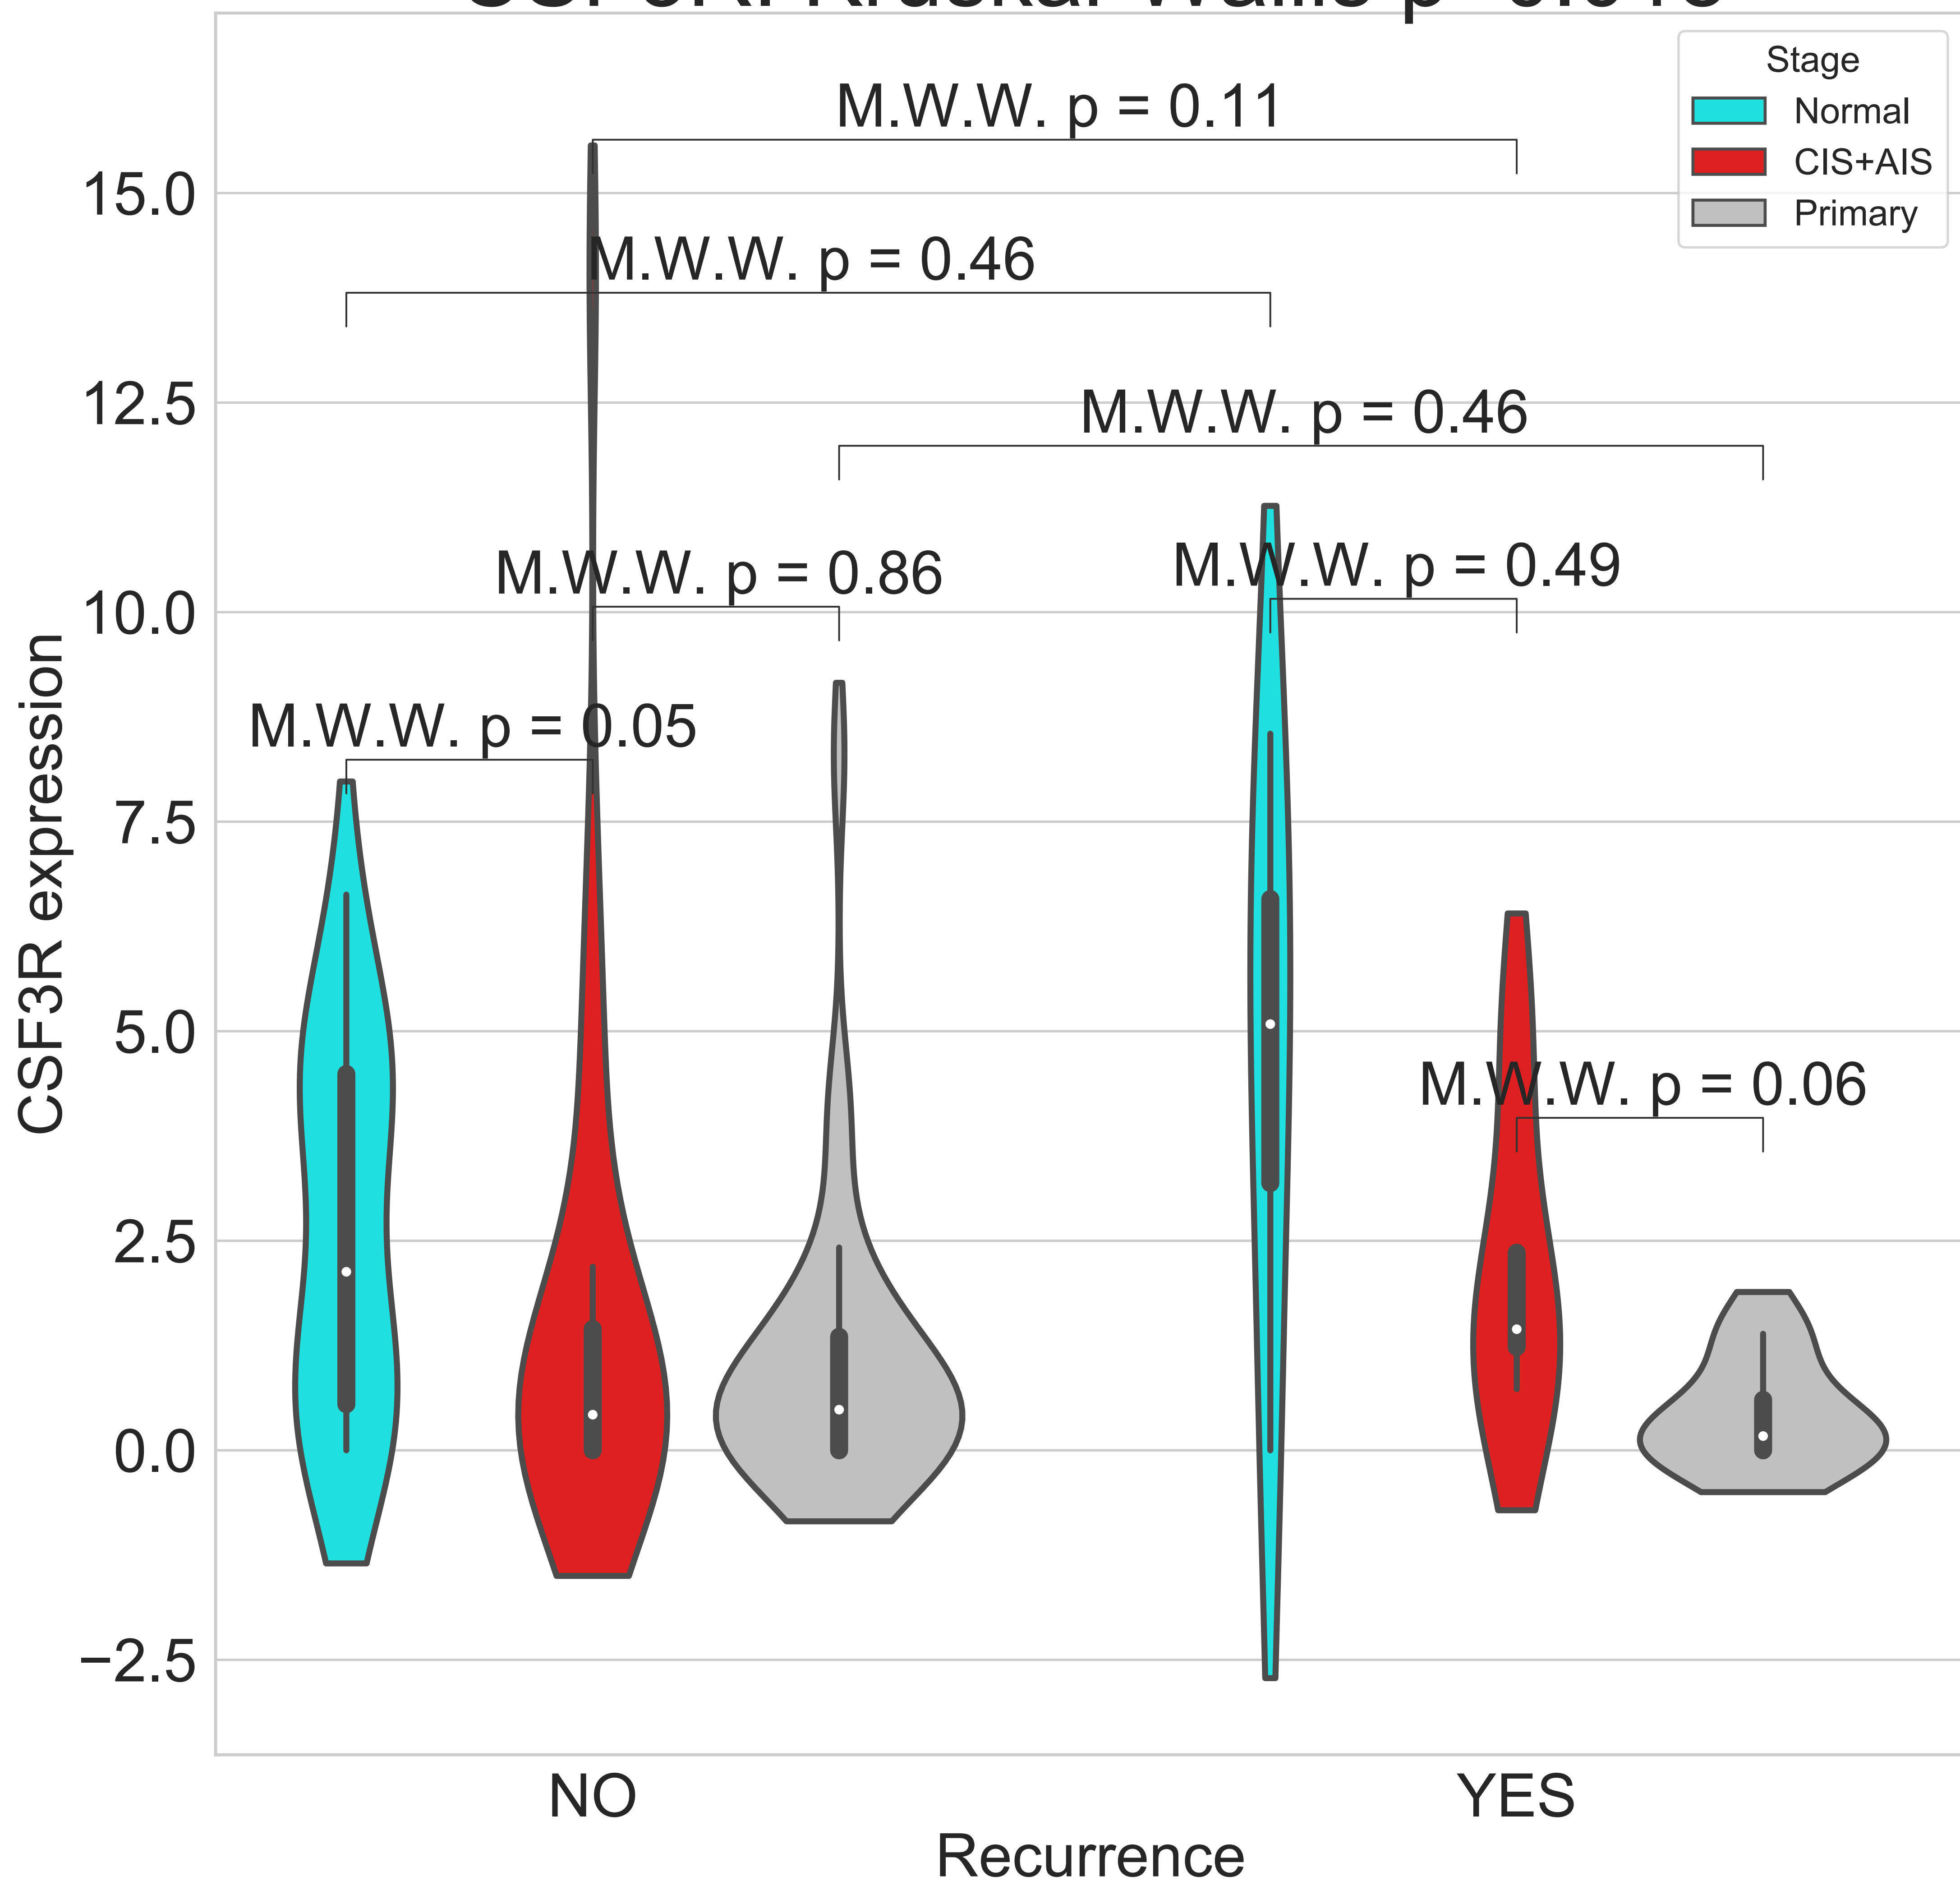 Stage
Normal
CIS+AIS
Primary
M.W.W. p = 0.11
M.W.W. p = 0.46
M.W.W. p = 0.46
M.W.W. p = 0.86
M.W.W. p = 0.49
M.W.W. p = 0.05
M.W.W. p = 0.06
15.0
12.5
10.0
7.5
5.0
2.5
0.0
−2.5
CSF3R expression
NO
YES
Recurrence